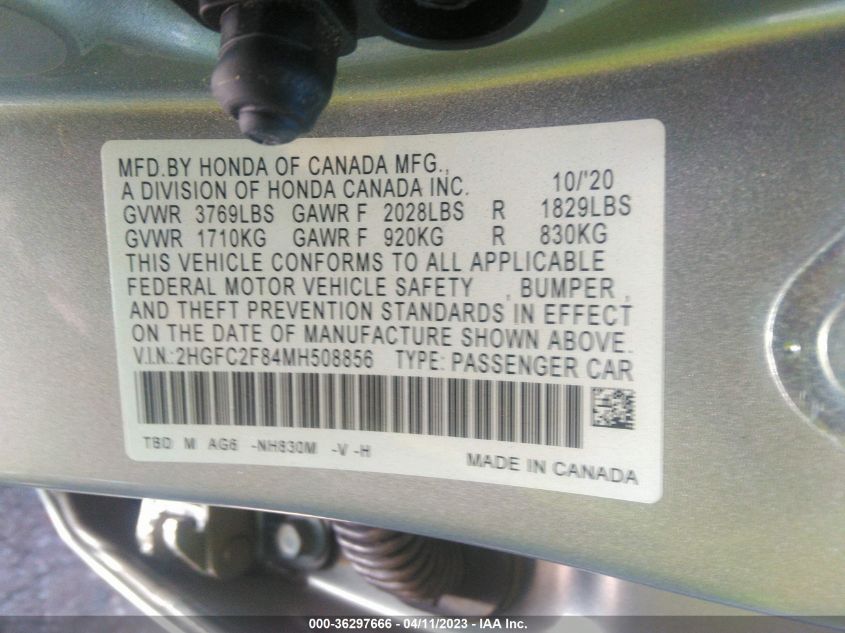 MFD.BY HONDA OF CANADA MFG.,
A DIVISION OF HONDA CANADA INC. 10/'20
GVWR 3769LBS GAWR F 2028LBS R 1829LBS
GVWR 1710KG GAWR F 920KG R 830KG
THIS VEHICLE CONFORMS TO ALL APPLICABLE
FEDERAL MOTOR VEHICLE SAFETY , BUMPER ,
AND THEFT PREVENTION STANDARDS IN EFFECT
ON THE DATE OF MANUFACTURE SHOWN ABOVE.
V.I.N.:2HGFC2F84MH508856 TYPE: PASSENGER CAR
TBD M AG6 -NH830M -V -H
MADE IN CANADA
000-36297666 - 04/11/2023 - IAA Inc.